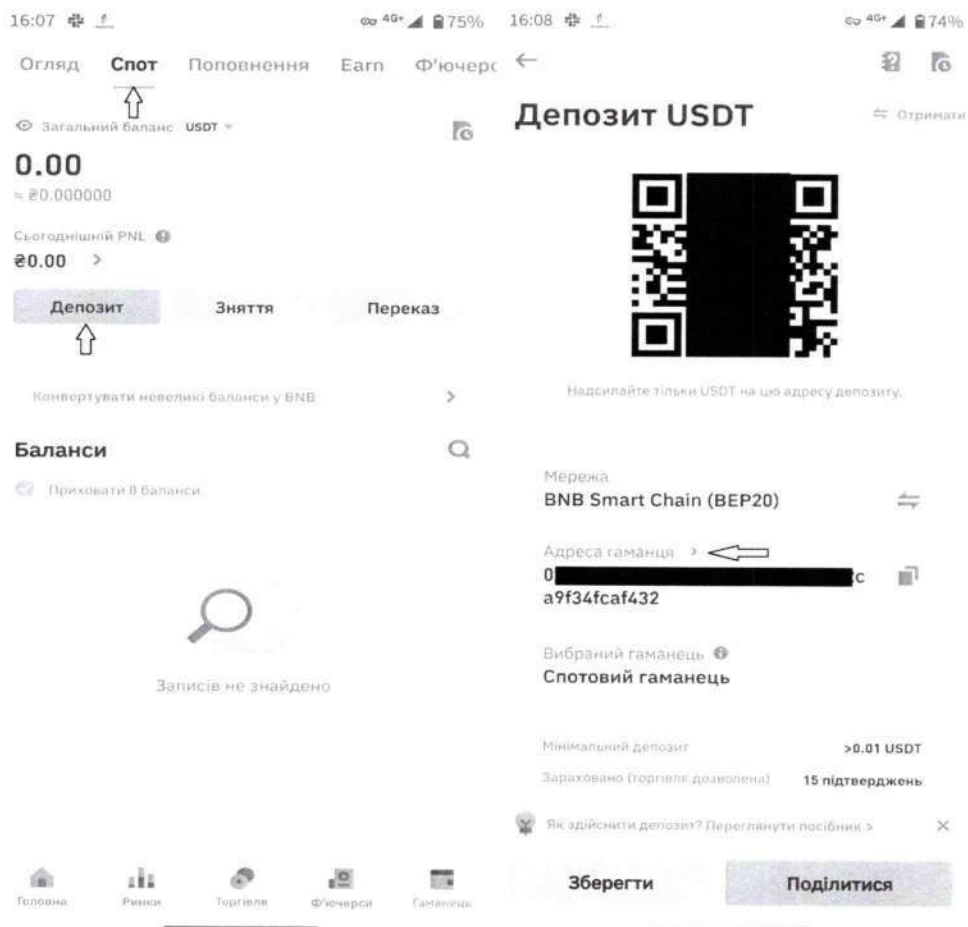 16:07 4G+ 75%
Огляд Спот Поповнення Earn Ф'ючерс
Загальний баланс USDT
0.00
≈ ₴0.000000
Сьогоднішній PNL
₴0.00 >
Депозит Зняття Переказ
Конвертувати невеликі баланси у BNB >
Баланси
Приховати 0 баланси
Записів не знайдено
Головна Ринки Торгівля Ф'ючерси Гаманець
16:08 4G+ 74%
Депозит USDT
Отримати
Надсилайте тільки USDT на цю адресу депозиту.
Мережа
BNB Smart Chain (BEP20)
Адреса гаманця >
0 c
a9f34fcaf432
Вибраний гаманець
Спотовий гаманець
Мінімальний депозит >0.01 USDT
Зараховано (торгівля дозволена) 15 підтверджень
Як здійснити депозит? Переглянути посібник >
Зберегти Поділитися